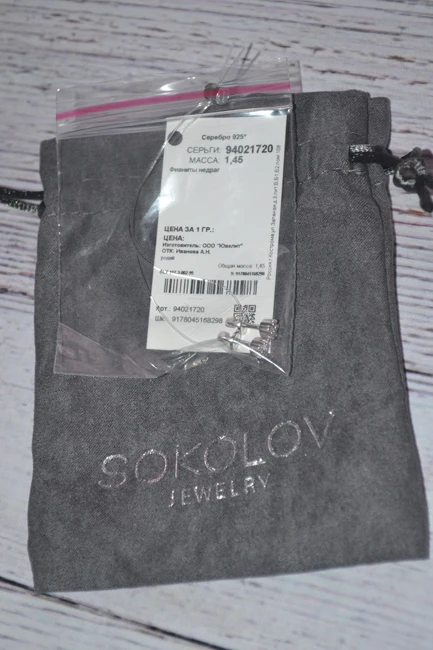 Серебро 925*
СЕРЬГИ: 94021720
МАССА: 1,45
Фианиты недраг
ЦЕНА ЗА 1 ГР.:
ЦЕНА:
Изготовитель: ООО "Ювелит"
ОТК: Иванова А.Н.
Общая масса: 1,45
Арт.: 94021720
Шк: 9178045168298
SOKOLOV
JEWELRY